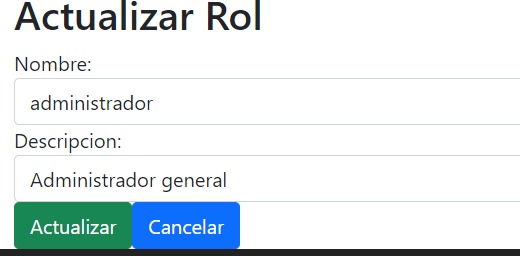 Actualizar Rol
Nombre:
administrador
Descripcion:
Administrador general
Actualizar Cancelar